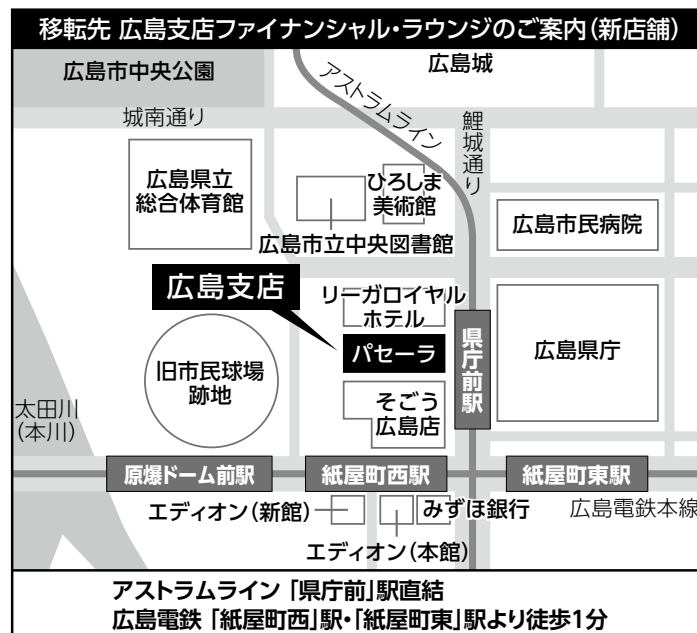 移転先 広島支店ファイナンシャル・ラウンジのご案内(新店舗)
広島市中央公園
アストラムライン
広島城
城南通り
鯉城通り
広島県立
総合体育館
ひろしま
美術館
広島市立中央図書館
広島市民病院
広島支店
リーガロイヤル
ホテル
パセーラ
県庁前駅
広島県庁
旧市民球場
跡地
そごう
広島店
太田川
(本川)
原爆ドーム前駅
紙屋町西駅
紙屋町東駅
エディオン(新館)
みずほ銀行
広島電鉄本線
エディオン(本館)
アストラムライン「県庁前」駅直結
広島電鉄「紙屋町西」駅・「紙屋町東」駅より徒歩1分